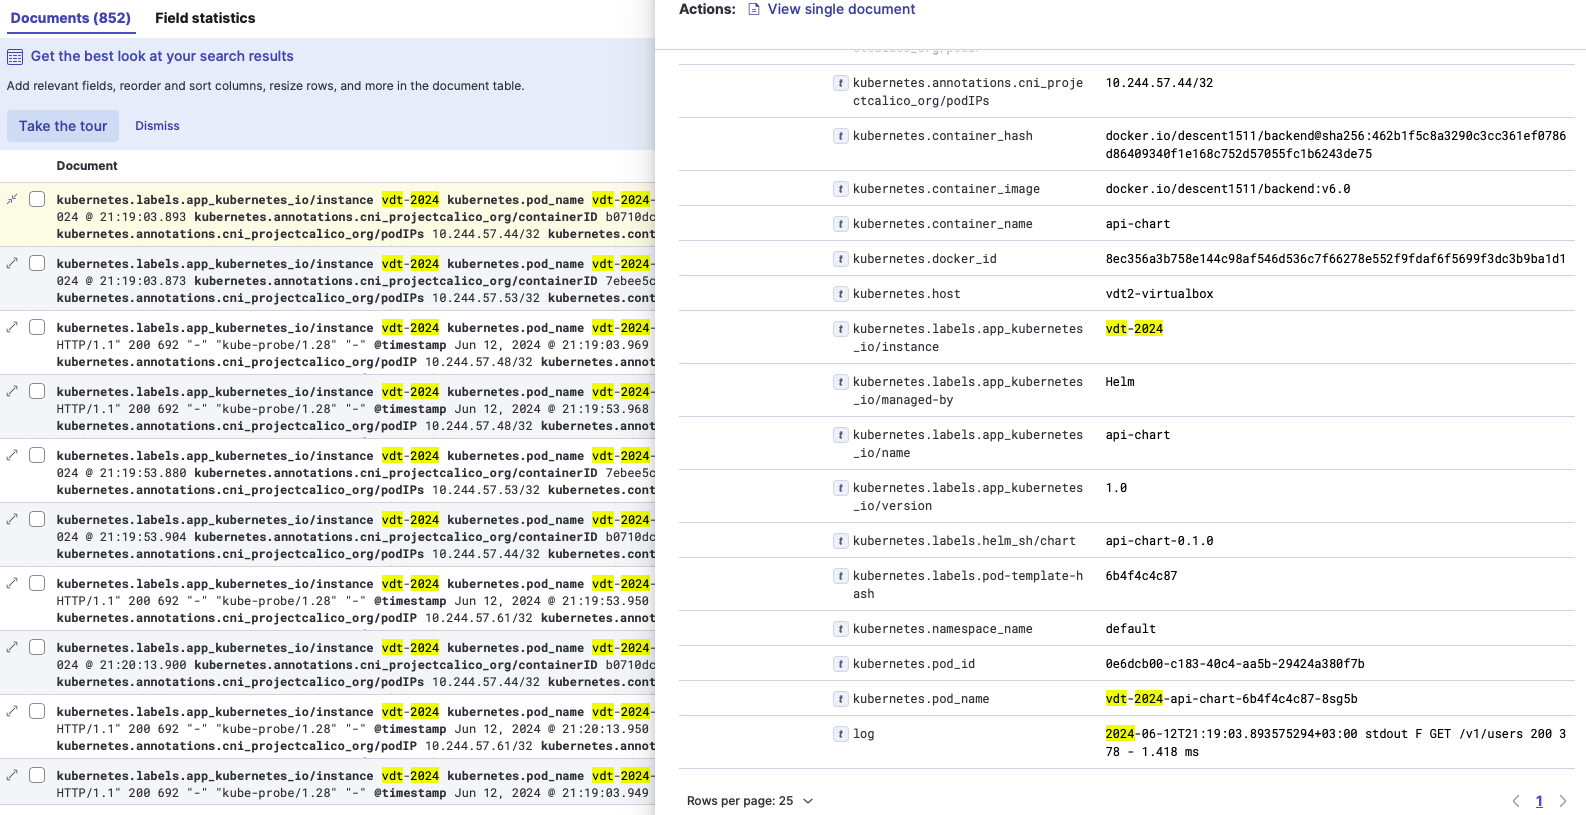 Documents (852)
Field statistics
Get the best look at your search results
Add relevant fields, reorder and sort columns, resize rows, and more in the document table.
Take the tour
Dismiss
Document
kubernetes.labels.app_kubernetes_io/instance vdt-2024 kubernetes.pod_name vdt-2024-
024 @ 21:19:03.893 kubernetes.annotations.cni_projectcalico_org/containerID b0710dc
kubernetes.annotations.cni_projectcalico_org/podIPs 10.244.57.44/32 kubernetes.cont
kubernetes.labels.app_kubernetes_io/instance vdt-2024 kubernetes.pod_name vdt-2024-
024 @ 21:19:03.873 kubernetes.annotations.cni_projectcalico_org/containerID 7ebee5c
kubernetes.annotations.cni_projectcalico_org/podIPs 10.244.57.53/32 kubernetes.cont
kubernetes.labels.app_kubernetes_io/instance vdt-2024 kubernetes.pod_name vdt-2024-
HTTP/1.1" 200 692 "-" "kube-probe/1.28" "-" @timestamp Jun 12, 2024 @ 21:19:03.969
kubernetes.annotations.cni_projectcalico_org/podIP 10.244.57.48/32 kubernetes.annot
kubernetes.labels.app_kubernetes_io/instance vdt-2024 kubernetes.pod_name vdt-2024-
HTTP/1.1" 200 692 "-" "kube-probe/1.28" "-" @timestamp Jun 12, 2024 @ 21:19:53.968
kubernetes.annotations.cni_projectcalico_org/podIP 10.244.57.48/32 kubernetes.annot
kubernetes.labels.app_kubernetes_io/instance vdt-2024 kubernetes.pod_name vdt-2024-
024 @ 21:19:53.880 kubernetes.annotations.cni_projectcalico_org/containerID 7ebee5c
kubernetes.annotations.cni_projectcalico_org/podIPs 10.244.57.53/32 kubernetes.cont
kubernetes.labels.app_kubernetes_io/instance vdt-2024 kubernetes.pod_name vdt-2024-
024 @ 21:19:53.904 kubernetes.annotations.cni_projectcalico_org/containerID b0710dc
kubernetes.annotations.cni_projectcalico_org/podIPs 10.244.57.44/32 kubernetes.cont
kubernetes.labels.app_kubernetes_io/instance vdt-2024 kubernetes.pod_name vdt-2024-
HTTP/1.1" 200 692 "-" "kube-probe/1.28" "-" @timestamp Jun 12, 2024 @ 21:19:53.950
kubernetes.annotations.cni_projectcalico_org/podIP 10.244.57.61/32 kubernetes.annot
kubernetes.labels.app_kubernetes_io/instance vdt-2024 kubernetes.pod_name vdt-2024-
024 @ 21:20:13.900 kubernetes.annotations.cni_projectcalico_org/containerID b0710dc
kubernetes.annotations.cni_projectcalico_org/podIPs 10.244.57.44/32 kubernetes.cont
kubernetes.labels.app_kubernetes_io/instance vdt-2024 kubernetes.pod_name vdt-2024-
HTTP/1.1" 200 692 "-" "kube-probe/1.28" "-" @timestamp Jun 12, 2024 @ 21:20:13.950
kubernetes.annotations.cni_projectcalico_org/podIP 10.244.57.61/32 kubernetes.annot
kubernetes.labels.app_kubernetes_io/instance vdt-2024 kubernetes.pod_name vdt-2024-
HTTP/1.1" 200 692 "-" "kube-probe/1.28" "-" @timestamp Jun 12, 2024 @ 21:19:03.949
Actions: View single document
t kubernetes.annotations.cni_proje
ctcalico_org/podIPs
10.244.57.44/32
t kubernetes.container_hash
docker.io/descent1511/backend@sha256:462b1f5c8a3290c3cc361ef0786
d86409340f1e168c752d57055fc1b6243de75
t kubernetes.container_image
docker.io/descent1511/backend:v6.0
t kubernetes.container_name
api-chart
t kubernetes.docker_id
8ec356a3b758e144c98af546d536c7f66278e552f9fdaf6f5699f3dc3b9ba1d1
t kubernetes.host
vdt2-virtualbox
t kubernetes.labels.app_kubernetes
_io/instance
vdt-2024
t kubernetes.labels.app_kubernetes
_io/managed-by
Helm
t kubernetes.labels.app_kubernetes
_io/name
api-chart
t kubernetes.labels.app_kubernetes
_io/version
1.0
t kubernetes.labels.helm_sh/chart
api-chart-0.1.0
t kubernetes.labels.pod-template-h
ash
6b4f4c4c87
t kubernetes.namespace_name
default
t kubernetes.pod_id
0e6dcb00-c183-40c4-aa5b-29424a380f7b
t kubernetes.pod_name
vdt-2024-api-chart-6b4f4c4c87-8sg5b
t log
2024-06-12T21:19:03.893575294+03:00 stdout F GET /v1/users 200 3
78 - 1.418 ms
Rows per page: 25
1